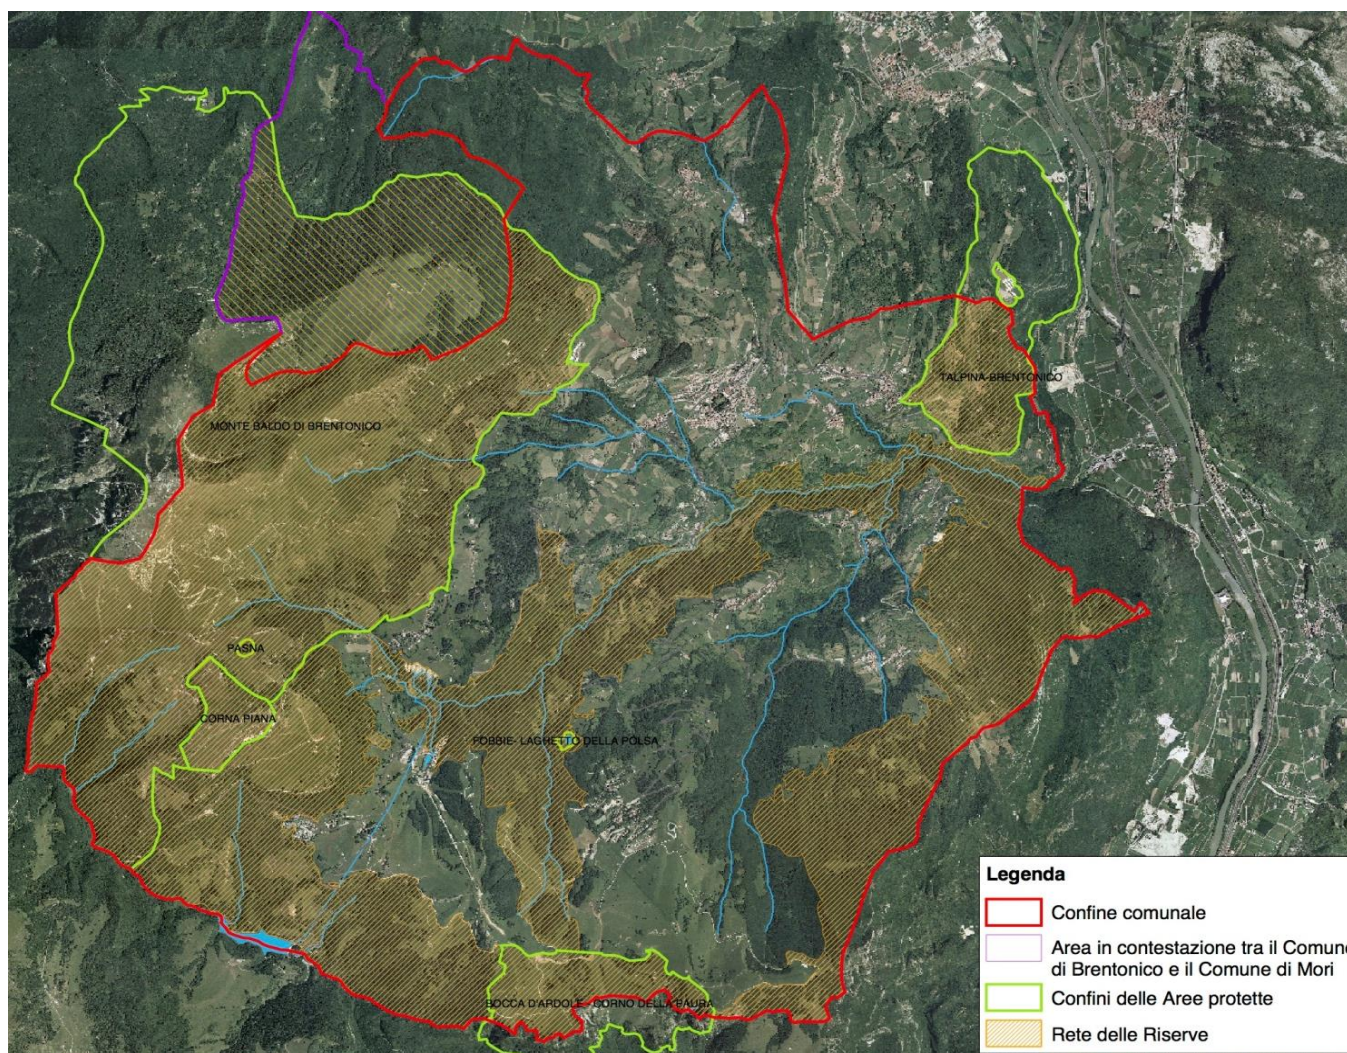 TALPINA-BRENTONICO
MONTE BALDO DI BRENTONICO
PASNA
CORNA PIANA
FOBBIE- LAGHETTO DELLA POLSA
BOCCA D'ARDOLE - CORNO DELLA PAURA
Legenda
Confine comunale
Area in contestazione tra il Comune
di Brentonico e il Comune di Mori
Confini delle Aree protette
Rete delle Riserve